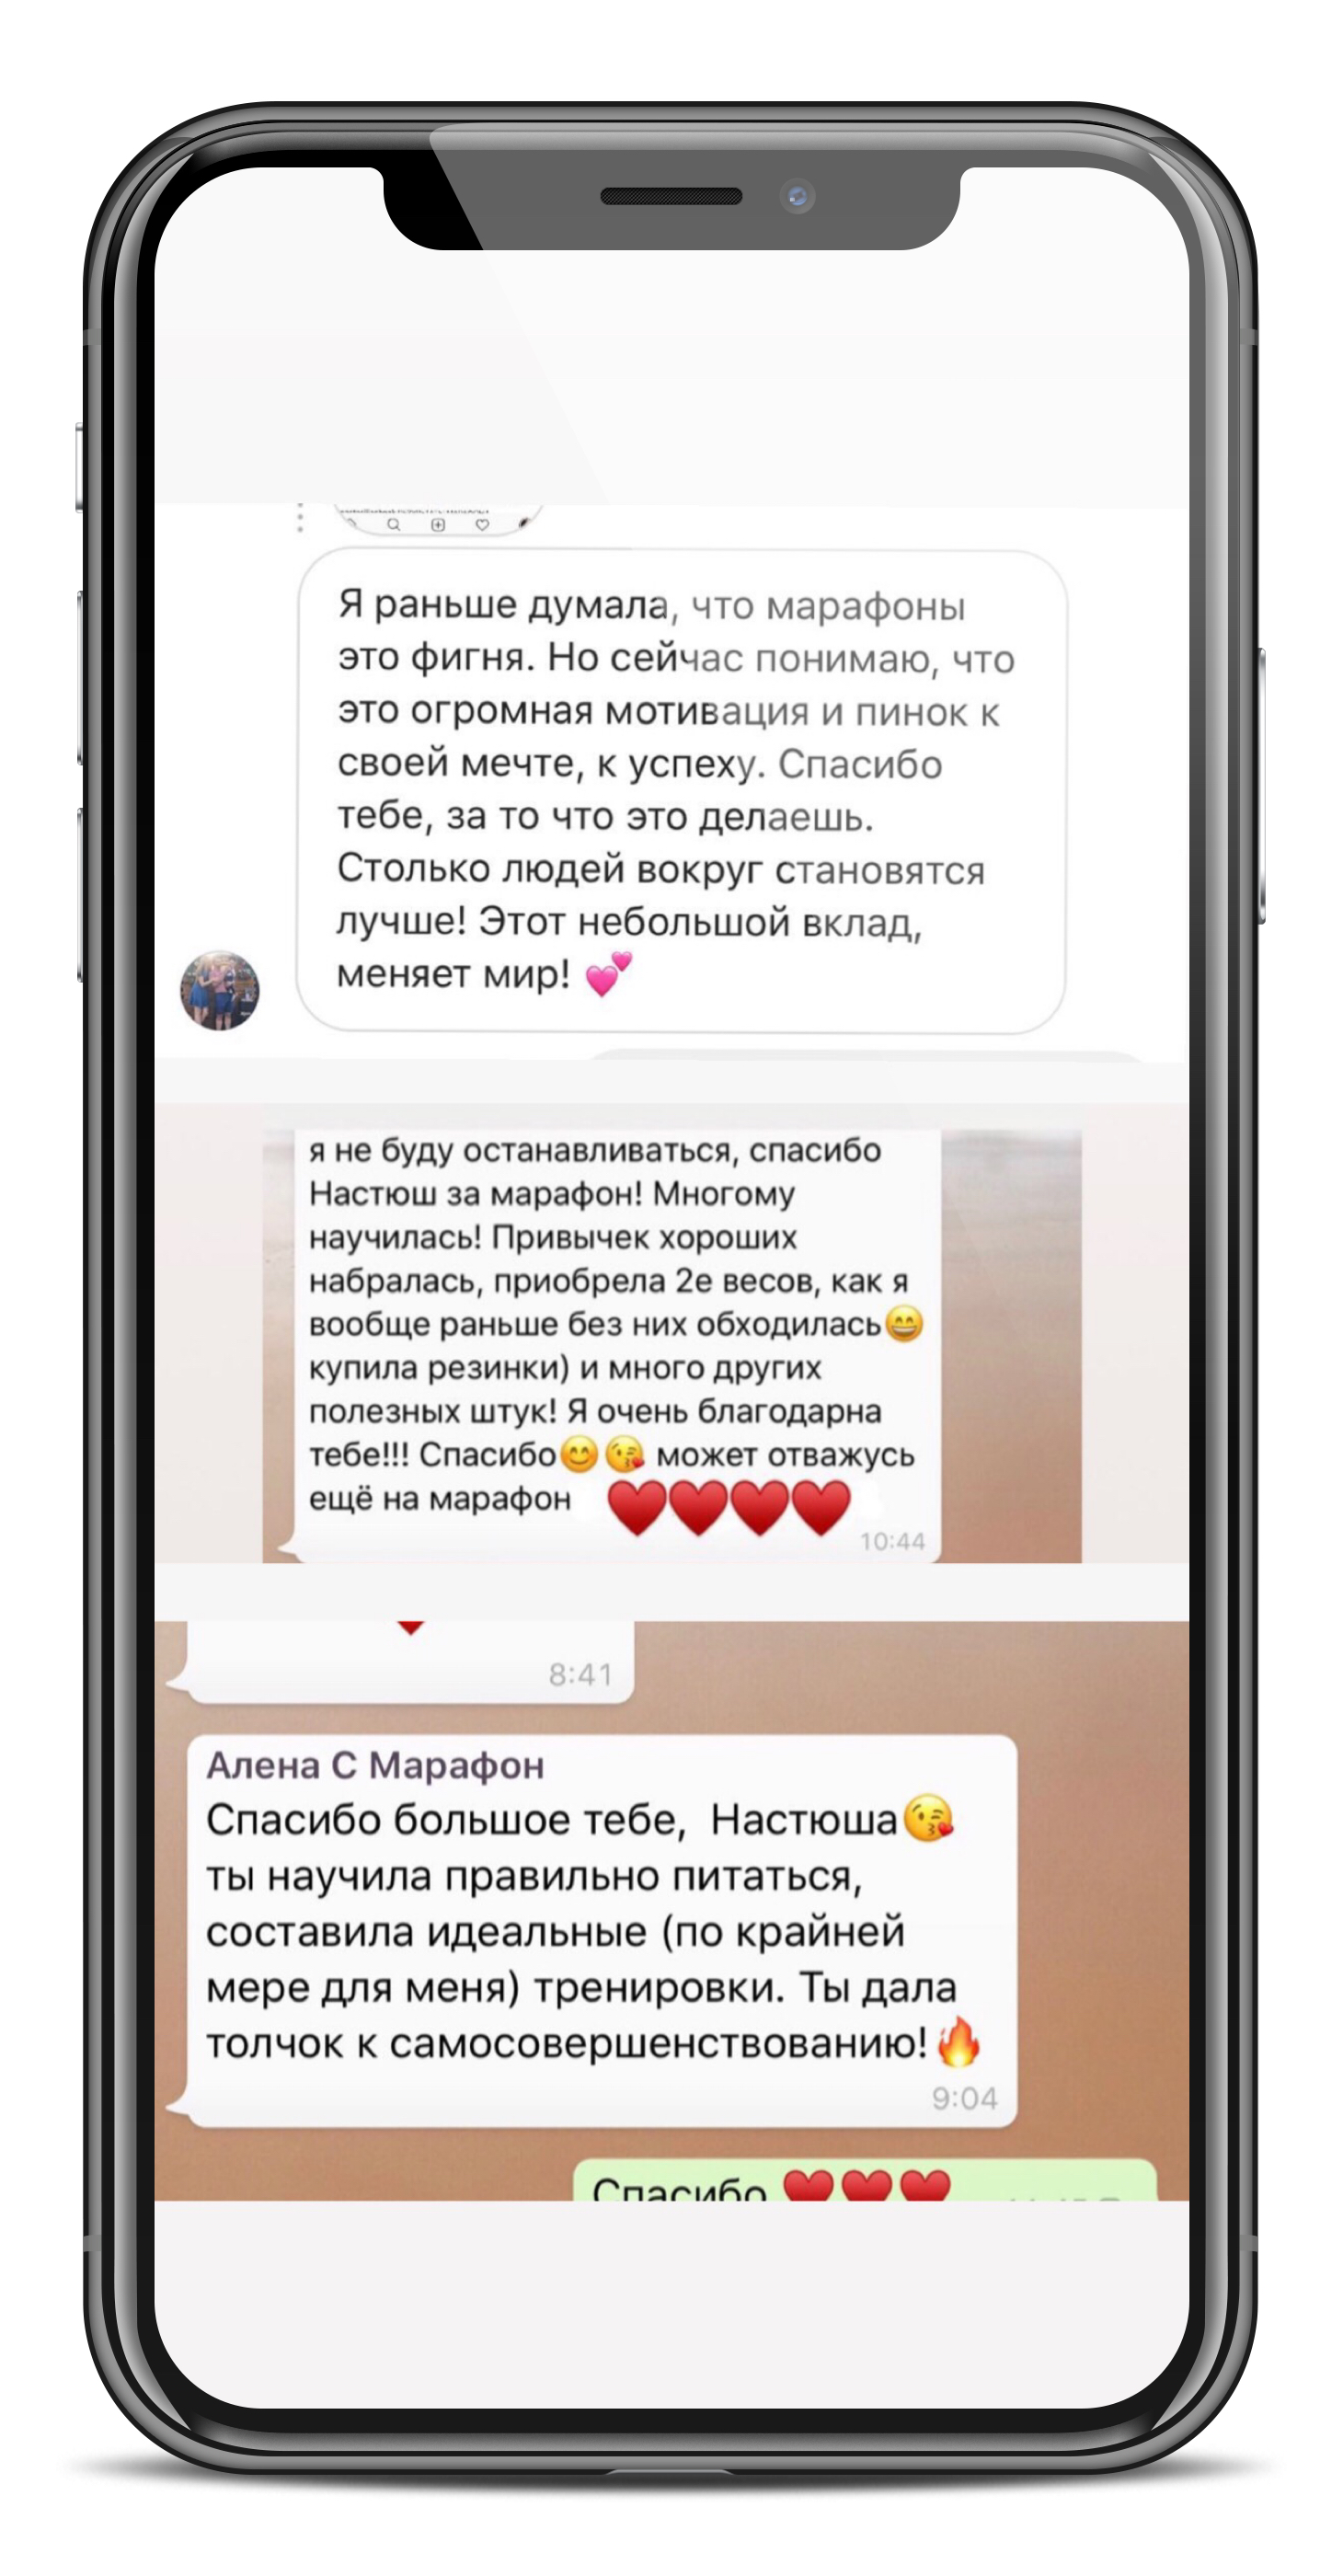 Я раньше думала, что марафоны
это фигня. Но сейчас понимаю, что
это огромная мотивация и пинок к
своей мечте, к успеху. Спасибо
тебе, за то что это делаешь.
Столько людей вокруг становятся
лучше! Этот небольшой вклад,
меняет мир! 💕
я не буду останавливаться, спасибо
Настюш за марафон! Многому
научилась! Привычек хороших
набралась, приобрела 2е весов, как я
вообще раньше без них обходилась😄
купила резинки) и много других
полезных штук! Я очень благодарна
тебе!!! Спасибо😊😘 может отважусь
ещё на марафон ❤️❤️❤️❤️
10:44
8:41
Алена С Марафон
Спасибо большое тебе,  Настюша😘
ты научила правильно питаться,
составила идеальные (по крайней
мере для меня) тренировки. Ты дала
толчок к самосовершенствованию!🔥
9:04
Спасибо ❤️❤️❤️